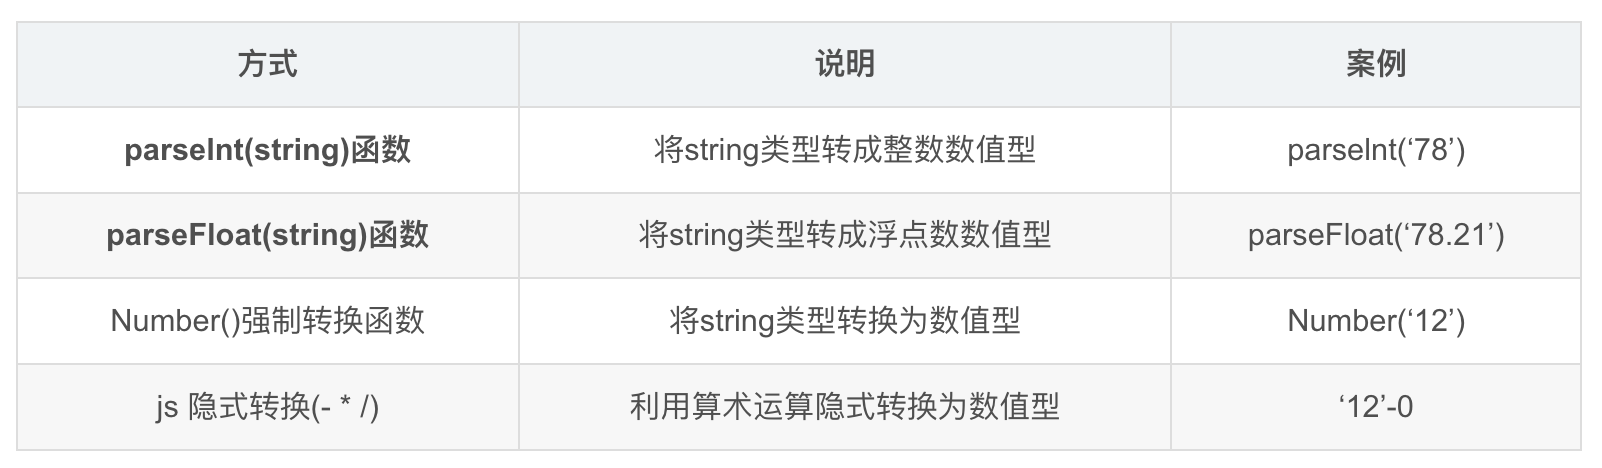 方式 说明 案例
parseInt(string)函数 将string类型转成整数数值型 parseInt(‘78’)
parseFloat(string)函数 将string类型转成浮点数数值型 parseFloat(‘78.21’)
Number()强制转换函数 将string类型转换为数值型 Number(‘12’)
js 隐式转换(- * /) 利用算术运算隐式转换为数值型 ‘12’-0